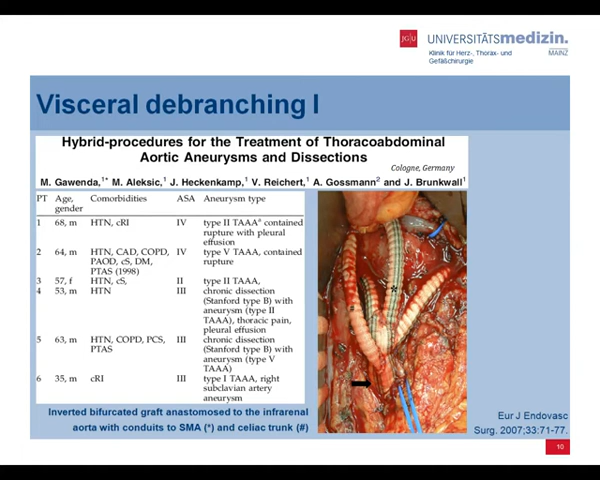 JG|U UNIVERSITÄTSmedizin.
MAINZ
Klinik für Herz-, Thorax- und
Gefäßchirurgie
Visceral debranching I
Hybrid-procedures for the Treatment of Thoracoabdominal
Aortic Aneurysms and Dissections
Cologne, Germany
M. Gawenda,1* M. Aleksic,1 J. Heckenkamp,1 V. Reichert,1 A. Gossmann2 and J. Brunkwall1
PT Age, gender Comorbidities ASA Aneurysm type
1 68, m HTN, cRI IV type II TAAAa contained
rupture with pleural
effusion
2 64, m HTN, CAD, COPD, IV type V TAAA, contained
PAOD, cS, DM, rupture
PTAS (1998)
3 57, f HTN, cS, II type II TAAA,
4 53, m HTN III chronic dissection
(Stanford type B) with
aneurysm (type II
TAAA), thoracic pain,
pleural effusion
5 63, m HTN, COPD, PCS, III chronic dissection
PTAS (Stanford type B) with
aneurysm (type V
TAAA)
6 35, m cRI III type I TAAA, right
subclavian artery
aneurysm
*
#
Inverted bifurcated graft anastomosed to the infrarenal
aorta with conduits to SMA (*) and celiac trunk (#)
Eur J Endovasc
Surg. 2007;33:71-77.
10